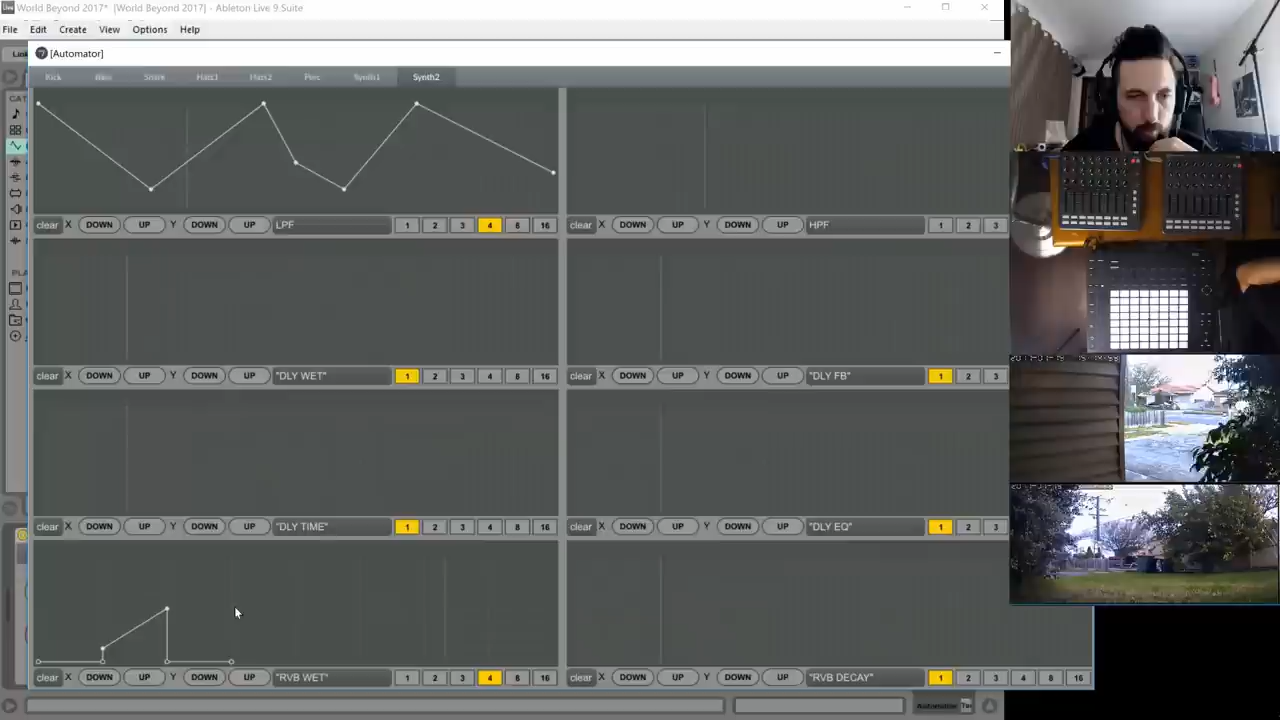 World Beyond 2017* [World Beyond 2017] - Ableton Live 9 Suite
File Edit Create View Options Help
[Automator]
Kick Bass Snare Hats1 Hats2 Perc Synth1 Synth2
clear X DOWN UP Y DOWN UP LPF 1 2 3 4 8 16
clear X DOWN UP Y DOWN UP HPF 1 2 3
clear X DOWN UP Y DOWN UP "DLY WET" 1 2 3 4 8 16
clear X DOWN UP Y DOWN UP "DLY FB" 1 2 3
clear X DOWN UP Y DOWN UP "DLY TIME" 1 2 3 4 8 16
clear X DOWN UP Y DOWN UP "DLY EQ" 1 2 3
clear X DOWN UP Y DOWN UP "RVB WET" 1 2 3 4 8 16
clear X DOWN UP Y DOWN UP "RVB DECAY" 1 2 3 4 8 16
Automator